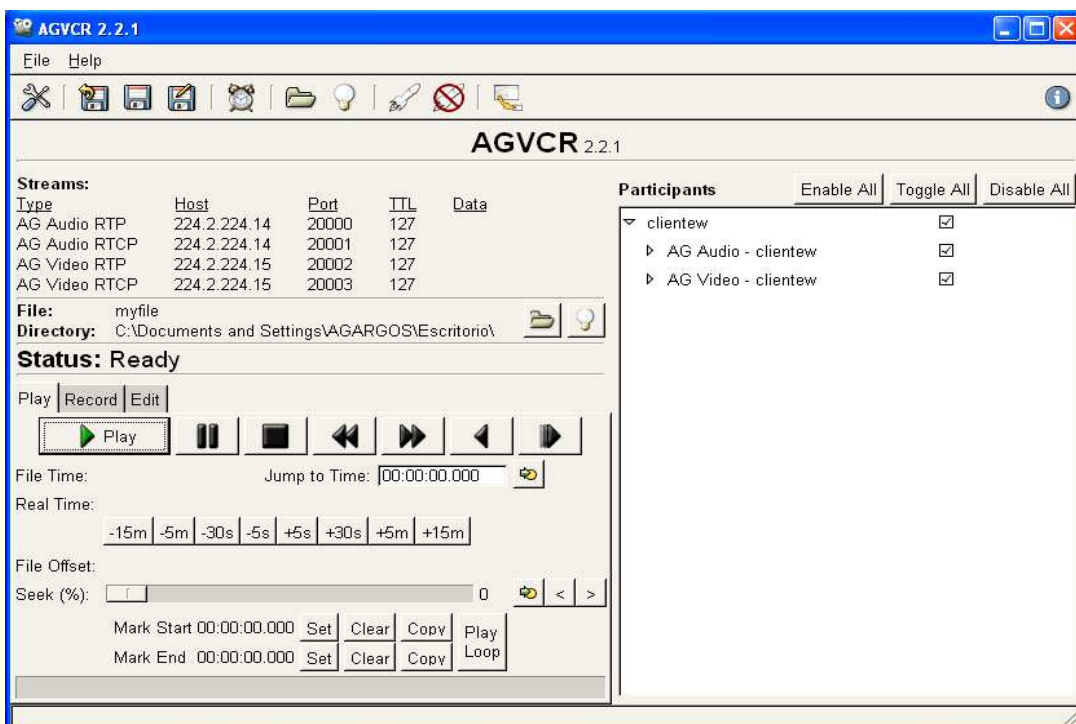 AGVCR 2.2.1
File Help
AGVCR 2.2.1
Streams:
Type Host Port TTL Data
AG Audio RTP 224.2.224.14 20000 127
AG Audio RTCP 224.2.224.14 20001 127
AG Video RTP 224.2.224.15 20002 127
AG Video RTCP 224.2.224.15 20003 127
File: myfile
Directory: C:\Documents and Settings\AGARGOS\Escritorio\
Status: Ready
Play Record Edit
Play
File Time: Jump to Time: 00:00:00.000
Real Time:
-15m -5m -30s -5s +5s +30s +5m +15m
File Offset:
Seek (%): 0 < >
Mark Start 00:00:00.000 Set Clear Copy
Mark End 00:00:00.000 Set Clear Copy
Play
Loop
Participants Enable All Toggle All Disable All
clientew
AG Audio - clientew
AG Video - clientew